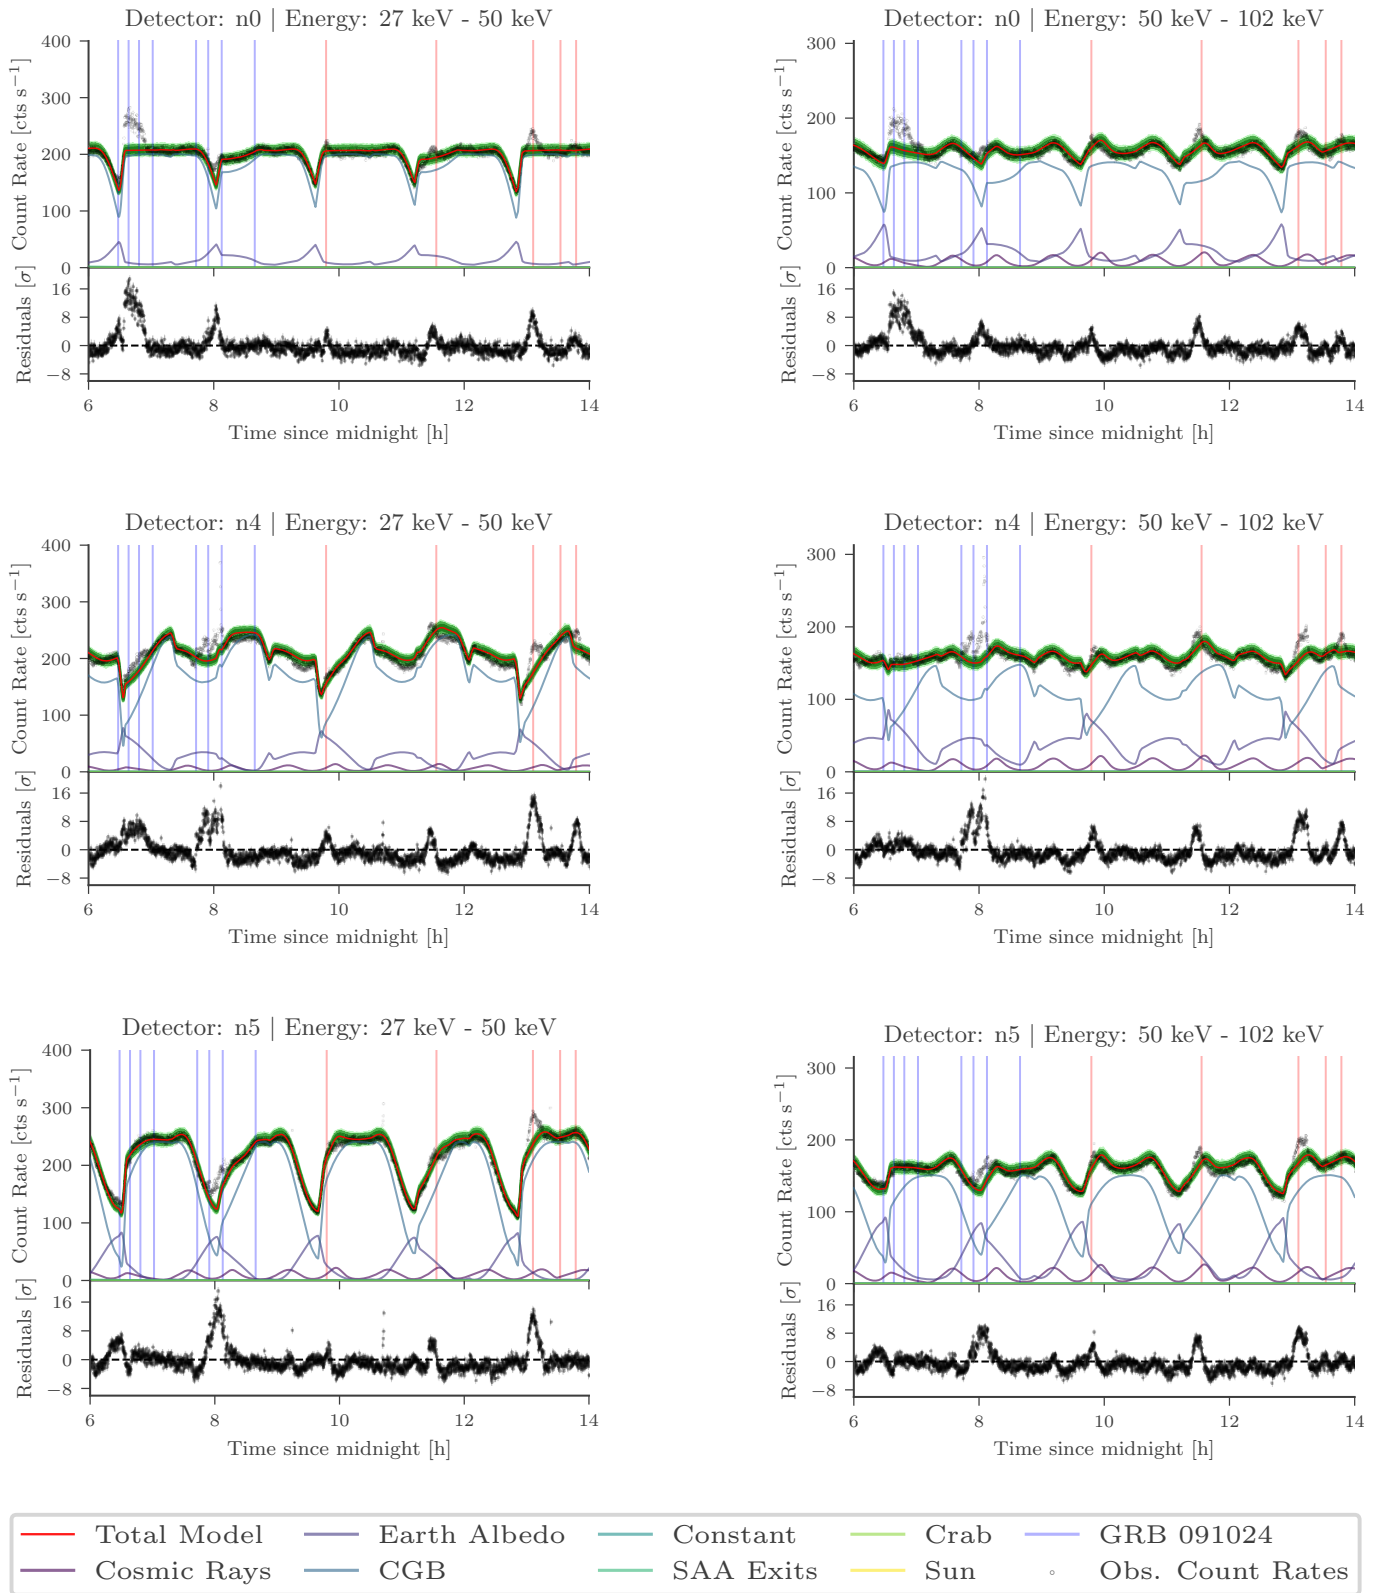 Detector: n0 | Energy: 27 keV - 50 keV
Count Rate [cts s⁻¹]
400
300
200
100
0
Residuals [σ]
16
8
0
−8
6 8 10 12 14
Time since midnight [h]
Detector: n0 | Energy: 50 keV - 102 keV
Count Rate [cts s⁻¹]
300
200
100
0
Residuals [σ]
16
8
0
−8
6 8 10 12 14
Time since midnight [h]
Detector: n4 | Energy: 27 keV - 50 keV
Count Rate [cts s⁻¹]
400
300
200
100
0
Residuals [σ]
16
8
0
−8
6 8 10 12 14
Time since midnight [h]
Detector: n4 | Energy: 50 keV - 102 keV
Count Rate [cts s⁻¹]
300
200
100
0
Residuals [σ]
16
8
0
−8
6 8 10 12 14
Time since midnight [h]
Detector: n5 | Energy: 27 keV - 50 keV
Count Rate [cts s⁻¹]
400
300
200
100
0
Residuals [σ]
16
8
0
−8
6 8 10 12 14
Time since midnight [h]
Detector: n5 | Energy: 50 keV - 102 keV
Count Rate [cts s⁻¹]
300
200
100
0
Residuals [σ]
16
8
0
−8
6 8 10 12 14
Time since midnight [h]
Total Model Earth Albedo Constant Crab GRB 091024
Cosmic Rays CGB SAA Exits Sun Obs. Count Rates